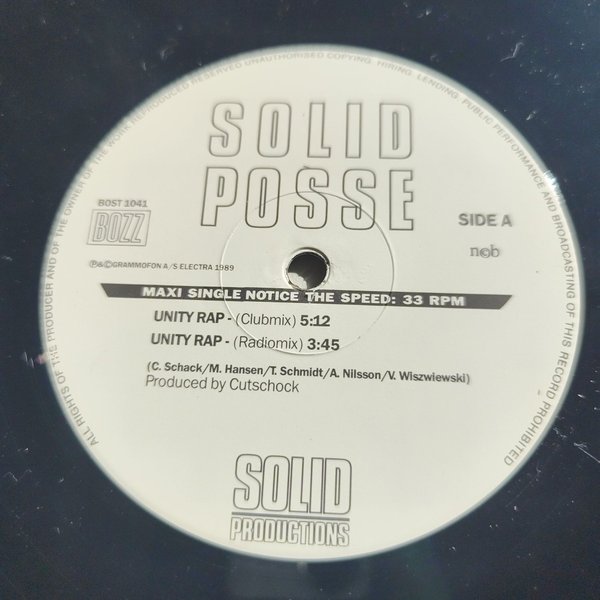 ALL RIGHTS OF THE PRODUCER AND OF THE OWNER OF THE WORK REPRODUCED RESERVED UNAUTHORISED COPYING, HIRING, LENDING, PUBLIC PERFORMANCE AND BROADCASTING OF THIS RECORD PROHIBITED
SOLID
POSSE
BOST 1041
BOZZ
SIDE A
n©b
Ⓟ&©GRAMMOFON A/S ELECTRA 1989
MAXI SINGLE NOTICE THE SPEED: 33 RPM
UNITY RAP - (Clubmix) 5:12
UNITY RAP - (Radiomix) 3:45
(C. Schack/M. Hansen/T. Schmidt/A. Nilsson/V. Wiszwiewski)
Produced by Cutschock
SOLID
PRODUCTIONS